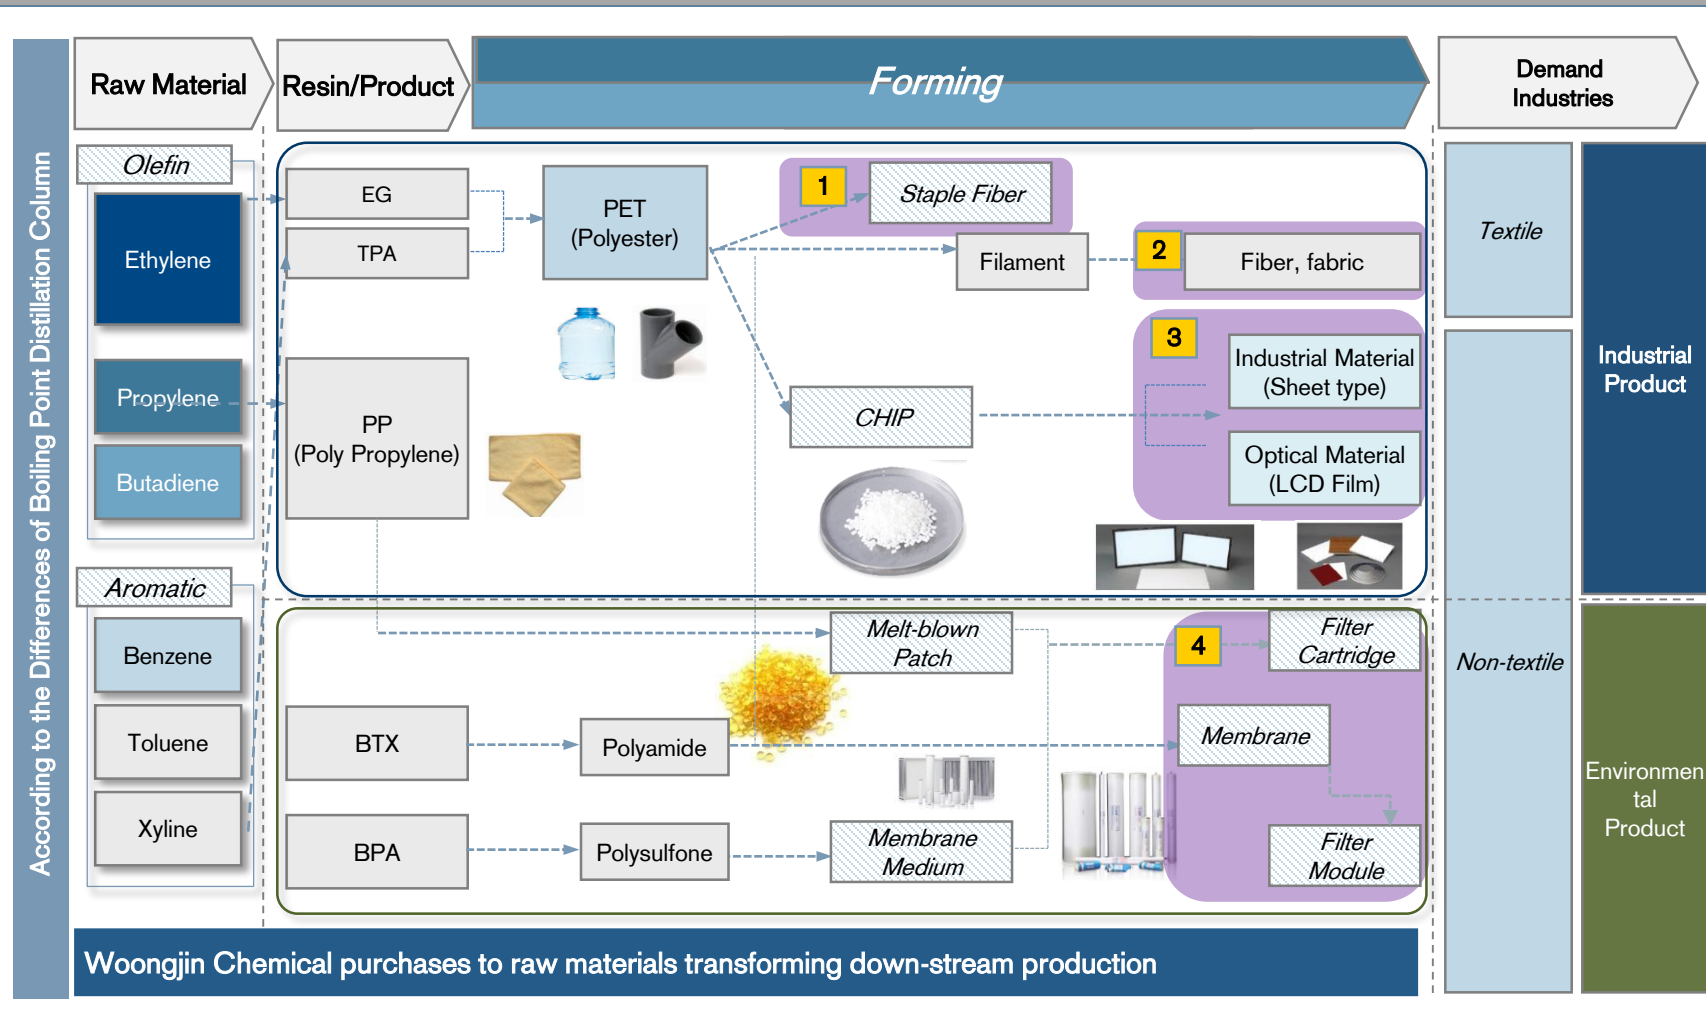 Raw Material
Resin/Product
Forming
Demand
Industries
According to the Differences of Boiling Point Distillation Column
Olefin
Ethylene
Propylene
Butadiene
Aromatic
Benzene
Toluene
Xyline
EG
TPA
PET
(Polyester)
PP
(Poly Propylene)
1
Staple Fiber
Filament
2
Fiber, fabric
3
Industrial Material
(Sheet type)
CHIP
Optical Material
(LCD Film)
Melt-blown
Patch
4
Filter
Cartridge
BTX
Polyamide
Membrane
BPA
Polysulfone
Membrane
Medium
Filter
Module
Textile
Non-textile
Industrial
Product
Environmen
tal
Product
Woongjin Chemical purchases to raw materials transforming down-stream production